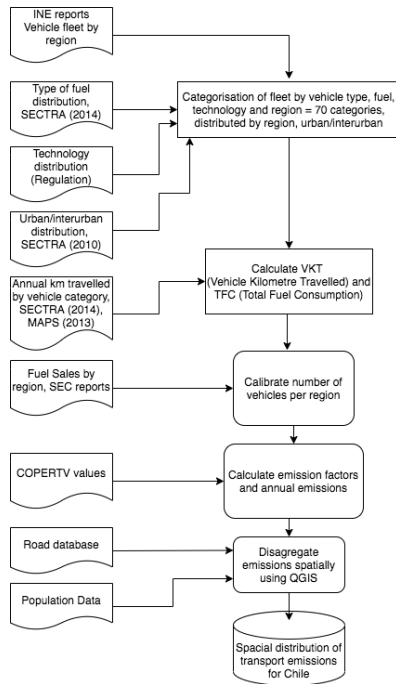 INE reports
Vehicle fleet by
region
Type of fuel
distribution,
SECTRA (2014)
Categorisation of fleet by vehicle type, fuel,
technology and region = 70 categories,
distributed by region, urban/interurban
Technology
distribution
(Regulation)
Urban/interurban
distribution,
SECTRA (2010)
Annual km travelled
by vehicle category,
SECTRA (2014),
MAPS (2013)
Calculate VKT
(Vehicle Kilometre Travelled) and
TFC (Total Fuel Consumption)
Fuel Sales by
region, SEC reports
Calibrate number of
vehicles per region
COPERTV values
Calculate emission factors
and annual emissions
Road database
Disagregate
emissions spatially
using QGIS
Population Data
Spacial distribution of
transport emissions
for Chile